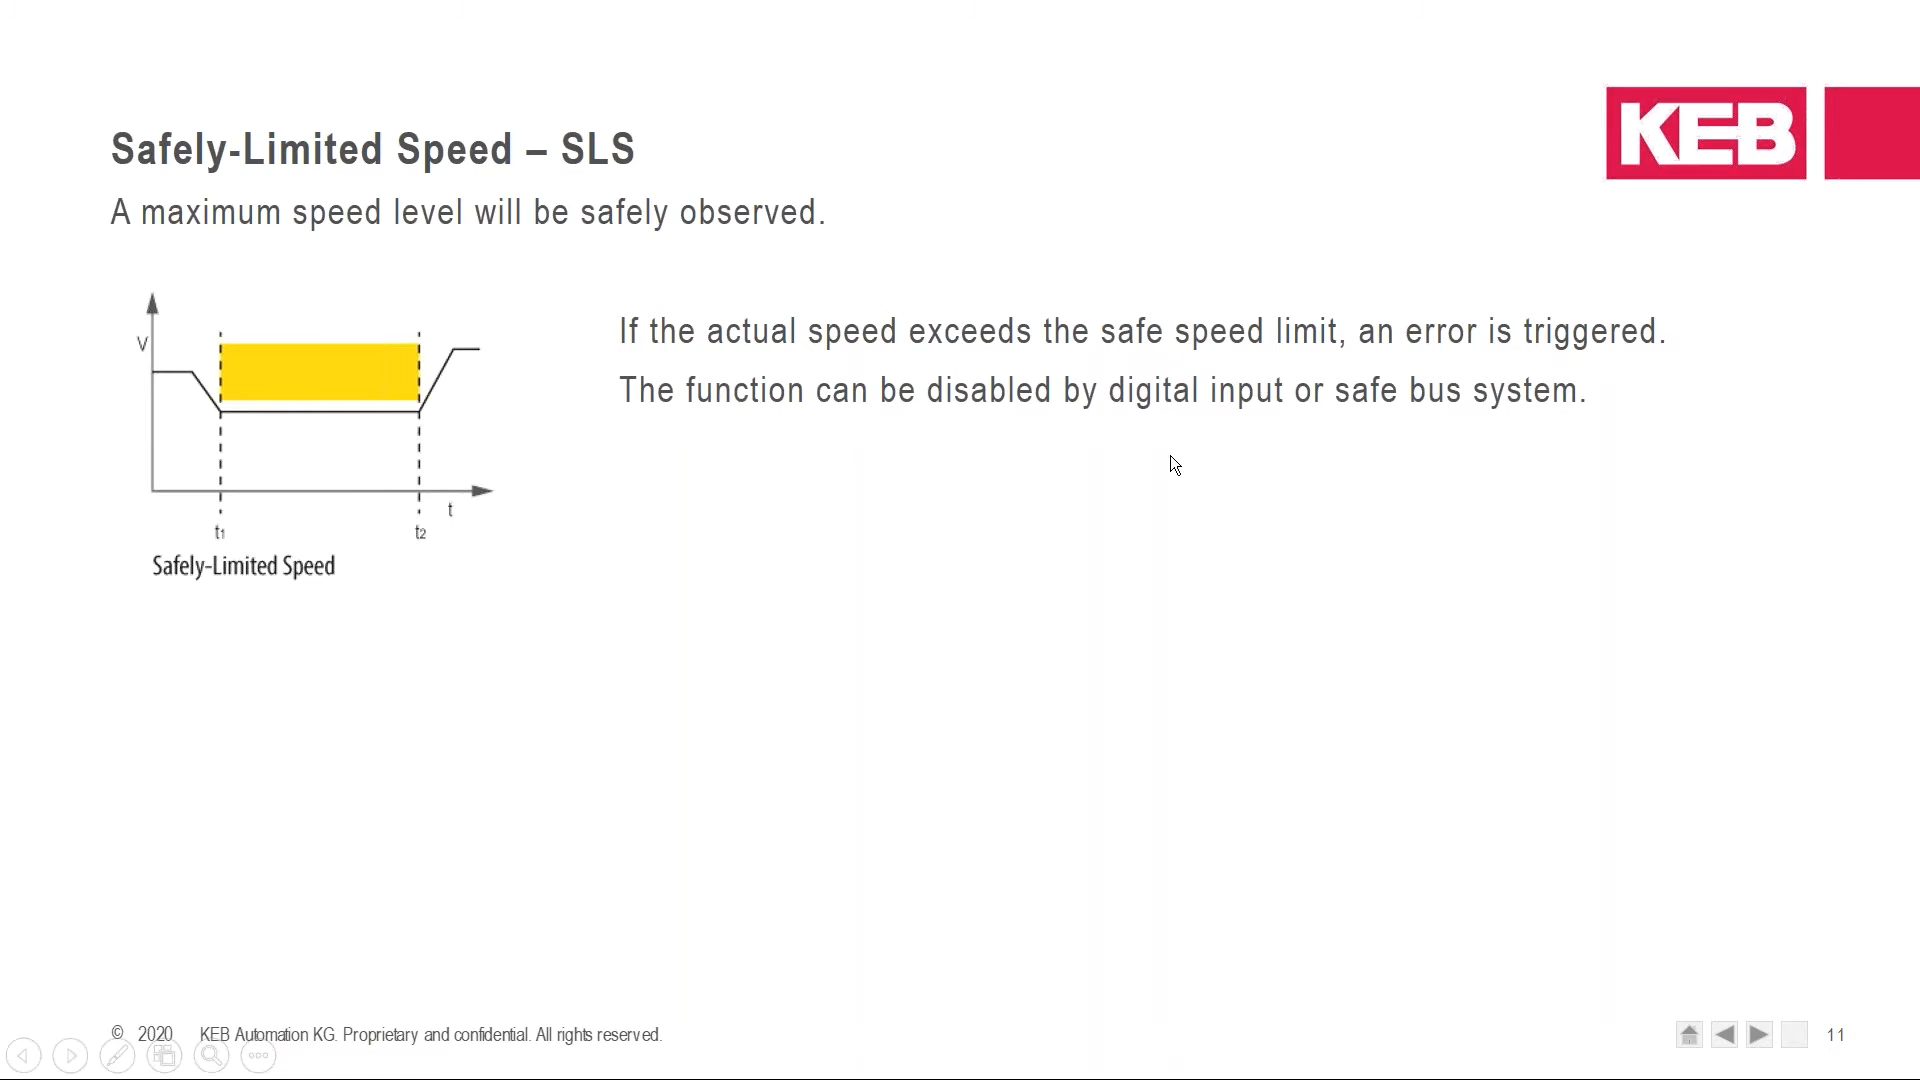 KEB
Safely-Limited Speed – SLS
A maximum speed level will be safely observed.
V
If the actual speed exceeds the safe speed limit, an error is triggered.
The function can be disabled by digital input or safe bus system.
t
t1 t2
Safely-Limited Speed
© 2020 KEB Automation KG. Proprietary and confidential. All rights reserved.
11